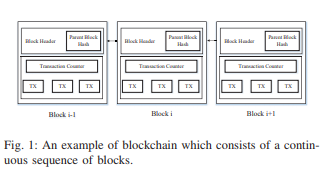 Block Header Parent Block Hash Block Header Parent Block Hash Block Header Parent Block Hash
Transaction Counter Transaction Counter Transaction Counter
TX TX TX TX TX TX TX TX TX
Block i-1 Block i Block i+1
Fig. 1: An example of blockchain which consists of a contin-
uous sequence of blocks.